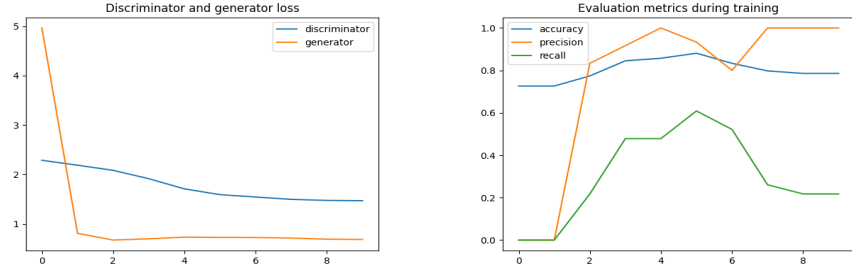 Discriminator and generator loss
discriminator
generator
5
4
3
2
1
0 2 4 6 8
Evaluation metrics during training
accuracy
precision
recall
1.0
0.8
0.6
0.4
0.2
0.0
0 2 4 6 8